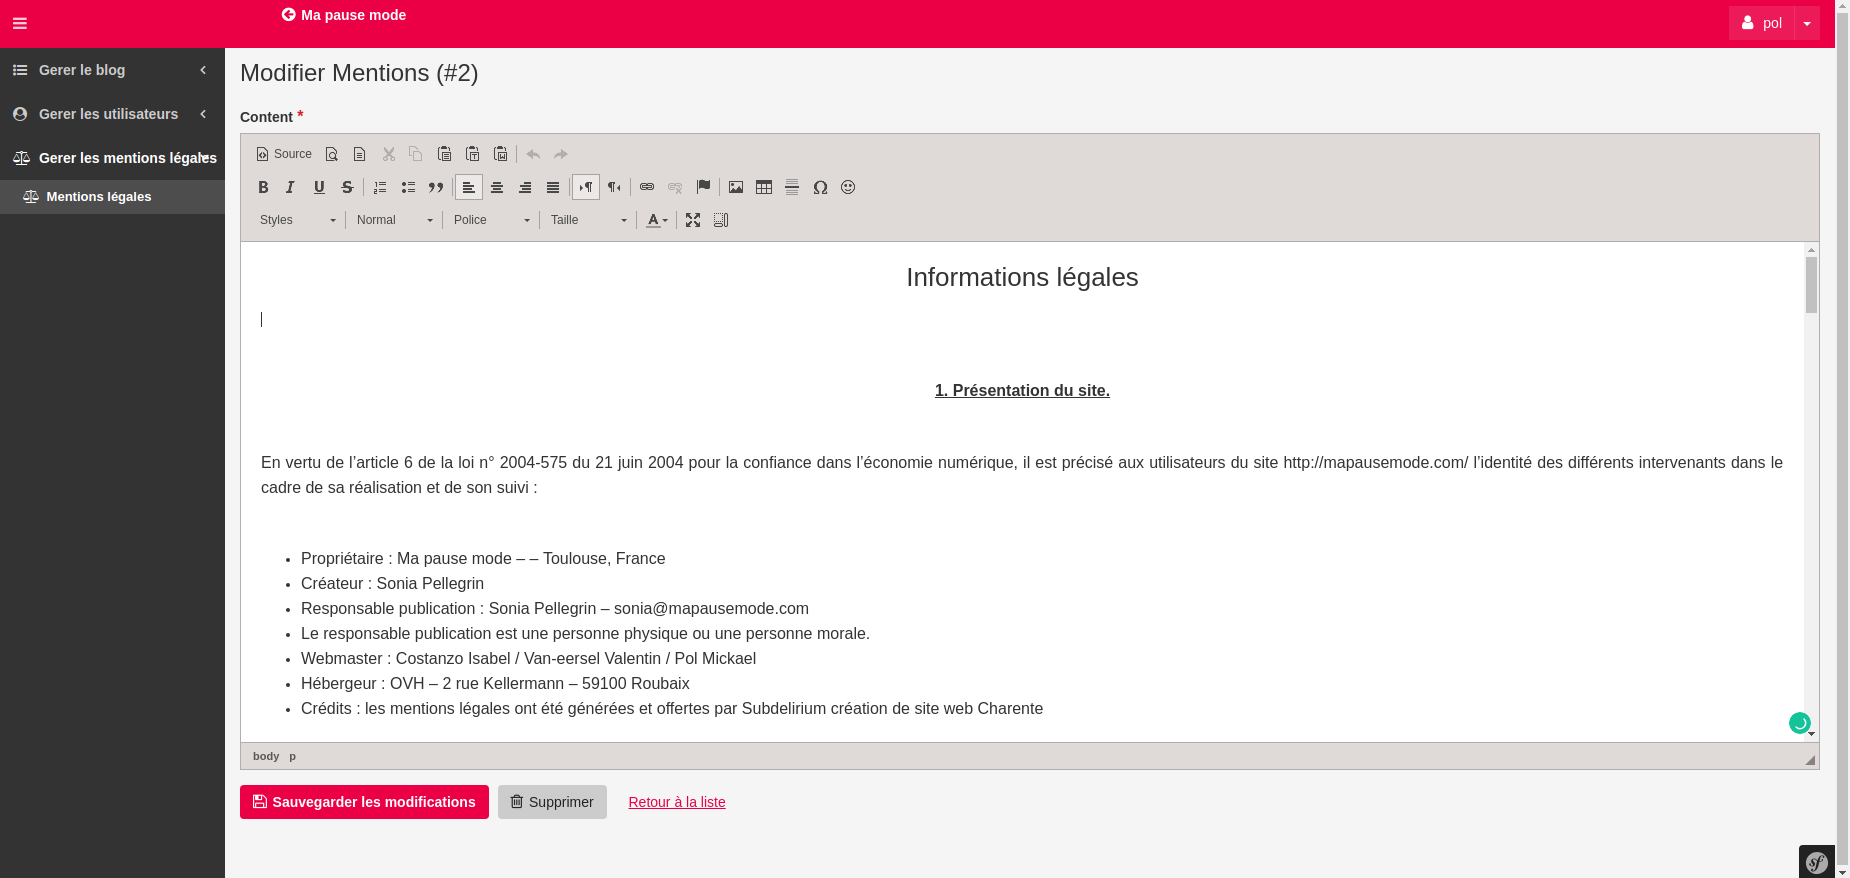 Ma pause mode
pol
Gerer le blog
Gerer les utilisateurs
Gerer les mentions légales
Mentions légales
Modifier Mentions (#2)
Content *
Source
Styles Normal Police Taille
Informations légales
1. Présentation du site.
En vertu de l’article 6 de la loi n° 2004-575 du 21 juin 2004 pour la confiance dans l’économie numérique, il est précisé aux utilisateurs du site http://mapausemode.com/ l’identité des différents intervenants dans le
cadre de sa réalisation et de son suivi :
• Propriétaire : Ma pause mode – – Toulouse, France
• Créateur : Sonia Pellegrin
• Responsable publication : Sonia Pellegrin – sonia@mapausemode.com
• Le responsable publication est une personne physique ou une personne morale.
• Webmaster : Costanzo Isabel / Van-eersel Valentin / Pol Mickael
• Hébergeur : OVH – 2 rue Kellermann – 59100 Roubaix
• Crédits : les mentions légales ont été générées et offertes par Subdelirium création de site web Charente
body p
Sauvegarder les modifications Supprimer Retour à la liste
sf